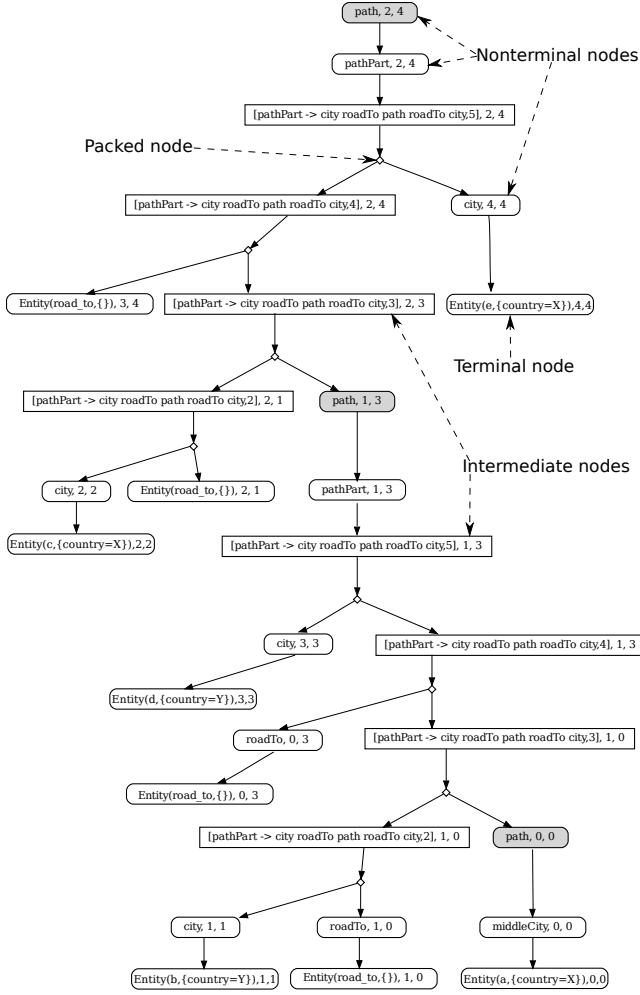 path, 2, 4
Nonterminal nodes
pathPart, 2, 4
[pathPart -> city roadTo path roadTo city,5], 2, 4
Packed node
[pathPart -> city roadTo path roadTo city,4], 2, 4
city, 4, 4
Entity(road_to,{}), 3, 4
[pathPart -> city roadTo path roadTo city,3], 2, 3
Entity(e,{country=X}),4,4
Terminal node
[pathPart -> city roadTo path roadTo city,2], 2, 1
path, 1, 3
Intermediate nodes
city, 2, 2
Entity(road_to,{}), 2, 1
pathPart, 1, 3
Entity(c,{country=X}),2,2
[pathPart -> city roadTo path roadTo city,5], 1, 3
city, 3, 3
[pathPart -> city roadTo path roadTo city,4], 1, 3
Entity(d,{country=Y}),3,3
roadTo, 0, 3
[pathPart -> city roadTo path roadTo city,3], 1, 0
Entity(road_to,{}), 0, 3
[pathPart -> city roadTo path roadTo city,2], 1, 0
path, 0, 0
city, 1, 1
roadTo, 1, 0
middleCity, 0, 0
Entity(b,{country=Y}),1,1
Entity(road_to,{}), 1, 0
Entity(a,{country=X}),0,0